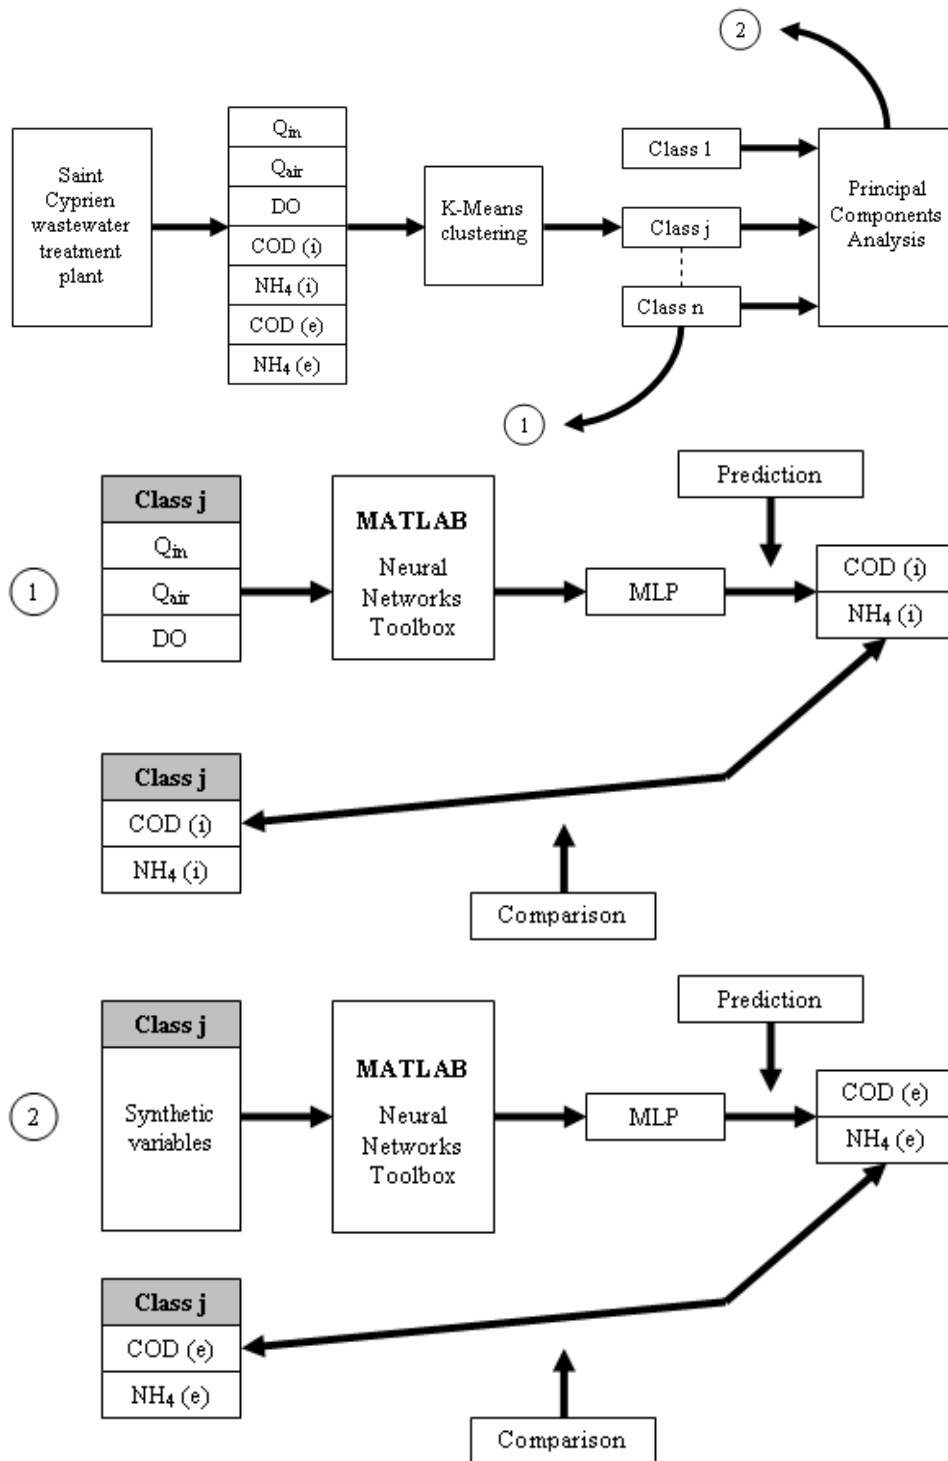 2
Saint
Cyprien
wastewater
treatment
plant
Qin
Qair
DO
COD (i)
NH4 (i)
COD (e)
NH4 (e)
K-Means
clustering
Class 1
Class j
Class n
Principal
Components
Analysis
1
Prediction
1
Class j
Qin
Qair
DO
MATLAB
Neural
Networks
Toolbox
MLP
COD (i)
NH4 (i)
Class j
COD (i)
NH4 (i)
Comparison
Prediction
2
Class j
Synthetic
variables
MATLAB
Neural
Networks
Toolbox
MLP
COD (e)
NH4 (e)
Class j
COD (e)
NH4 (e)
Comparison